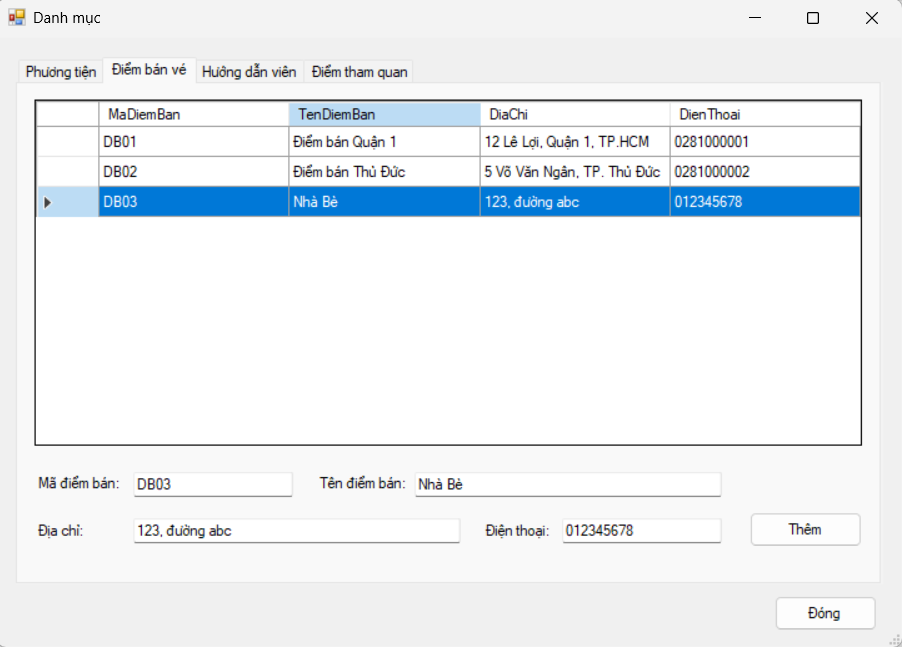 Danh mục
Phương tiện Điểm bán vé Hướng dẫn viên Điểm tham quan
MaDiemBan TenDiemBan DiaChi DienThoai
DB01 Điểm bán Quận 1 12 Lê Lợi, Quận 1, TP.HCM 0281000001
DB02 Điểm bán Thủ Đức 5 Võ Văn Ngân, TP. Thủ Đức 0281000002
DB03 Nhà Bè 123, đường abc 012345678
Mã điểm bán: DB03 Tên điểm bán: Nhà Bè
Địa chỉ: 123, đường abc Điện thoại: 012345678 Thêm
Đóng